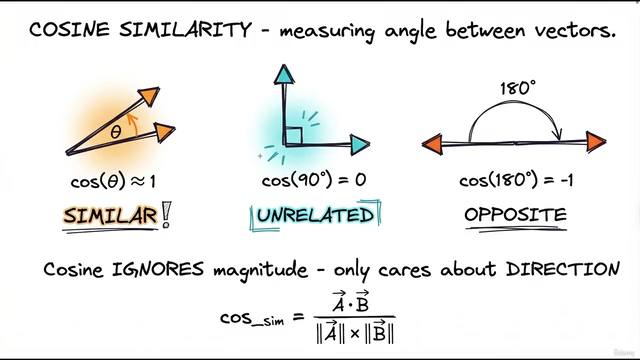 COSINE SIMILARITY - measuring angle between vectors.
θ
180°
cos(θ) ≈ 1
cos(90°) = 0
cos(180°) = -1
SIMILAR!
UNRELATED
OPPOSITE
Cosine IGNORES magnitude - only cares about DIRECTION
cos_sim = A⃗ · B⃗ / ‖A⃗‖ × ‖B⃗‖
Udemy